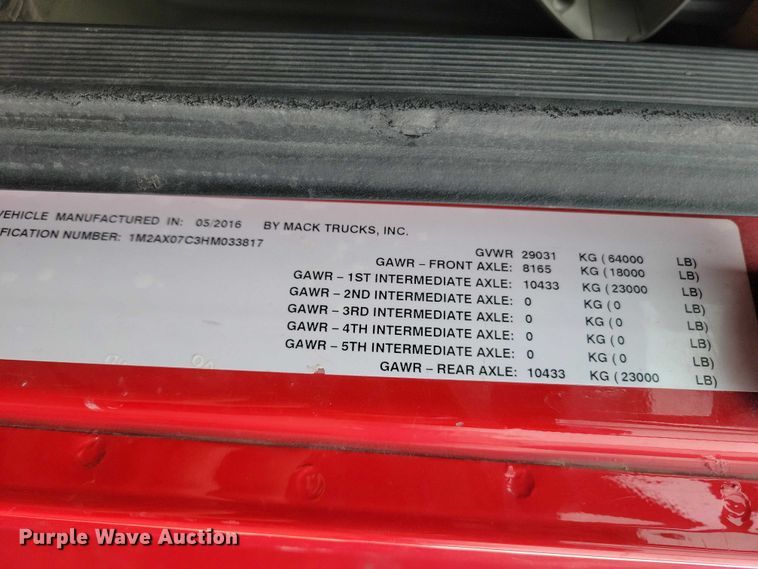 VEHICLE MANUFACTURED IN: 05/2016 BY MACK TRUCKS, INC.
IFICATION NUMBER: 1M2AX07C3HM033817
GVWR 29031 KG ( 64000 LB)
GAWR – FRONT AXLE: 8165 KG ( 18000 LB)
GAWR – 1ST INTERMEDIATE AXLE: 10433 KG ( 23000 LB)
GAWR – 2ND INTERMEDIATE AXLE: 0 KG ( 0 LB)
GAWR – 3RD INTERMEDIATE AXLE: 0 KG ( 0 LB)
GAWR – 4TH INTERMEDIATE AXLE: 0 KG ( 0 LB)
GAWR – 5TH INTERMEDIATE AXLE: 0 KG ( 0 LB)
GAWR – REAR AXLE: 10433 KG ( 23000 LB)
Purple Wave Auction®